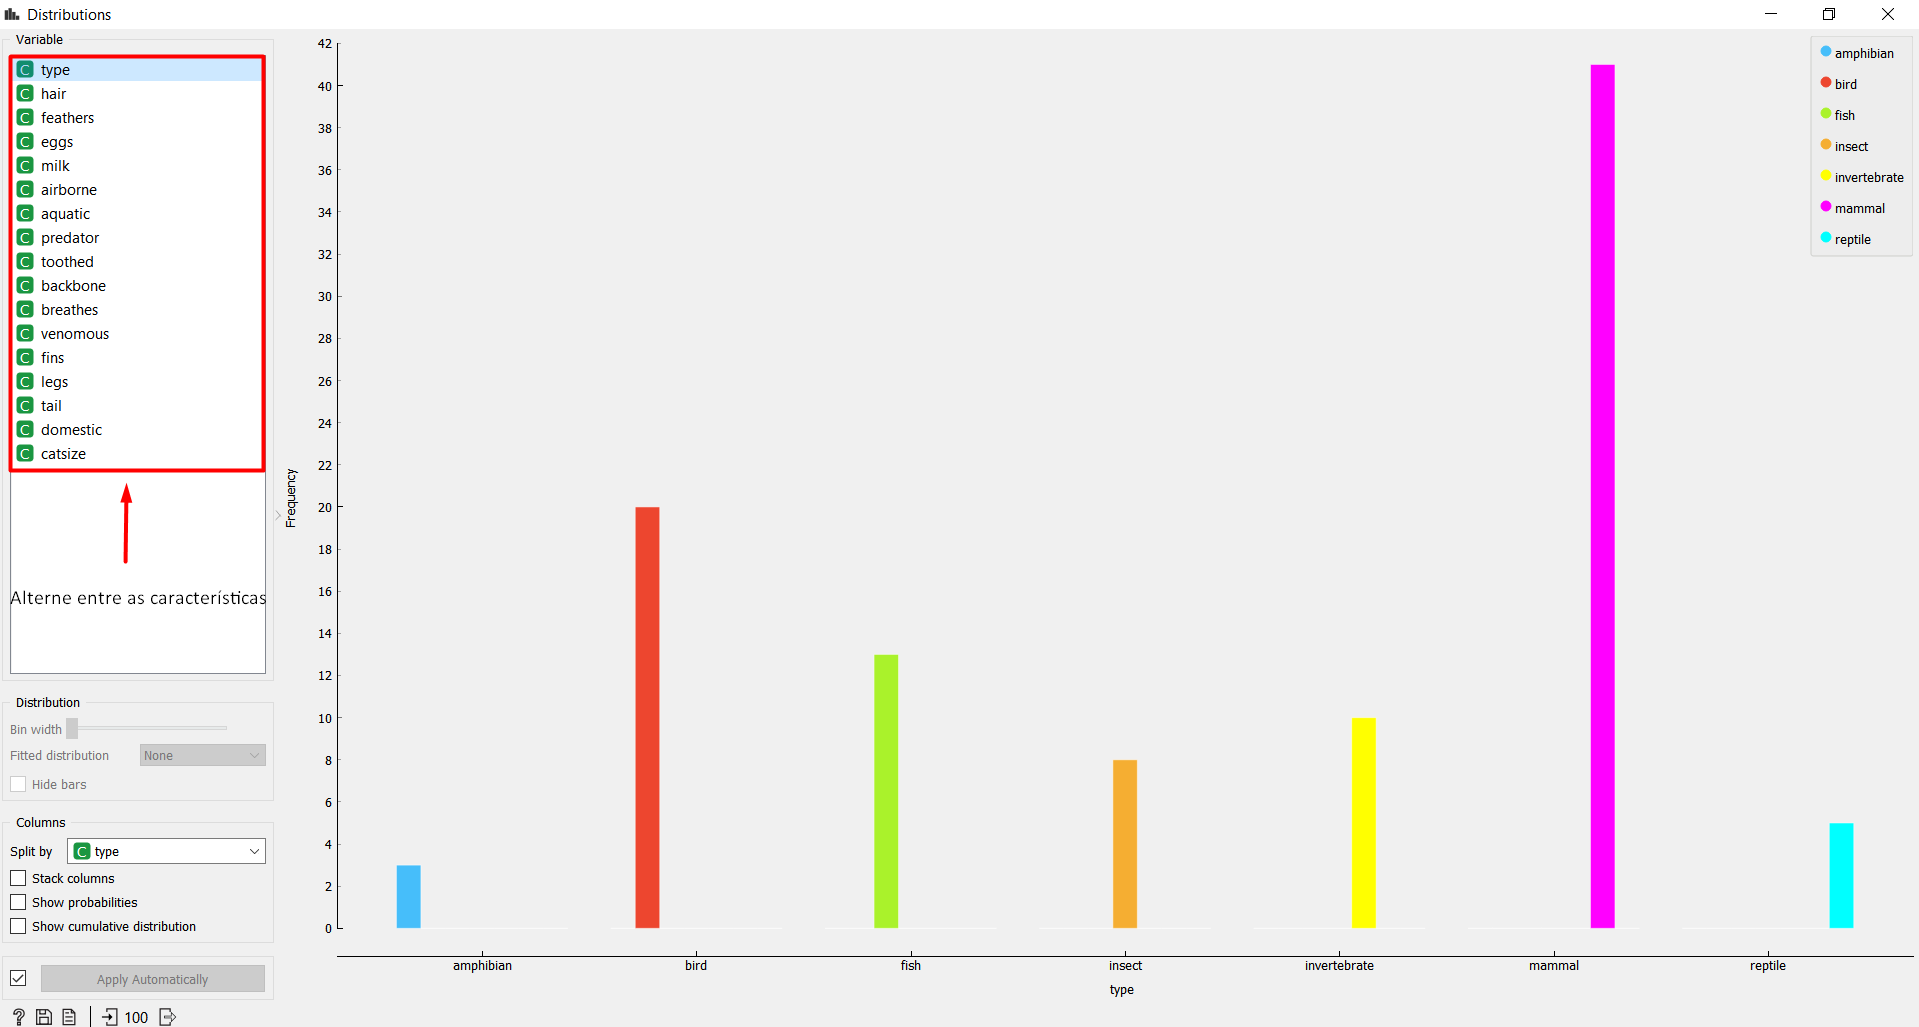 Distributions
Variable
C type
C hair
C feathers
C eggs
C milk
C airborne
C aquatic
C predator
C toothed
C backbone
C breathes
C venomous
C fins
C legs
C tail
C domestic
C catsize
Alterne entre as características
Distribution
Bin width
Fitted distribution None
Hide bars
Columns
Split by C type
Stack columns
Show probabilities
Show cumulative distribution
Apply Automatically
? 100
42
40
38
36
34
32
30
28
26
24
22
20
18
16
14
12
10
8
6
4
2
0
Frequency
amphibian bird fish insect invertebrate mammal reptile
type
amphibian
bird
fish
insect
invertebrate
mammal
reptile